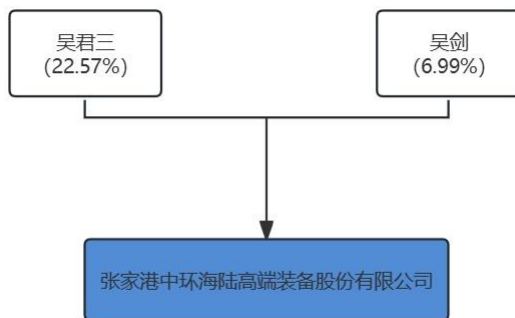 吴君三
(22.57%)
吴剑
(6.99%)
张家港中环海陆高端装备股份有限公司